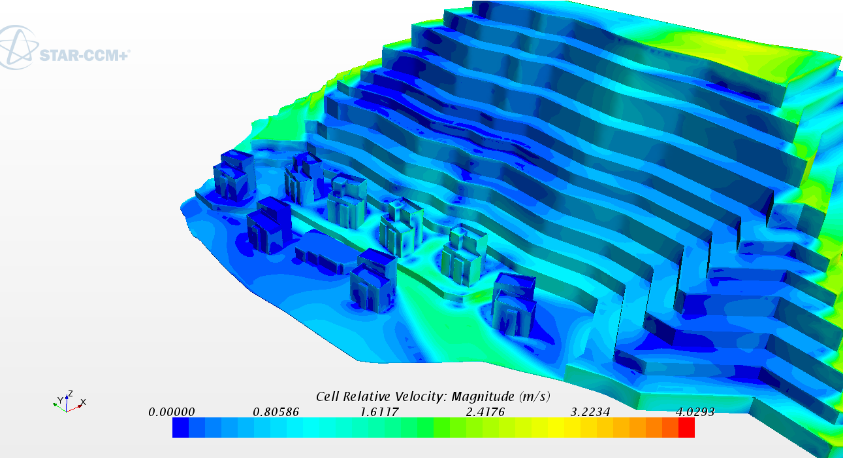 STAR-CCM+
Cell Relative Velocity: Magnitude (m/s)
0.00000 0.80586 1.6117 2.4176 3.2234 4.0293
Z
Y X